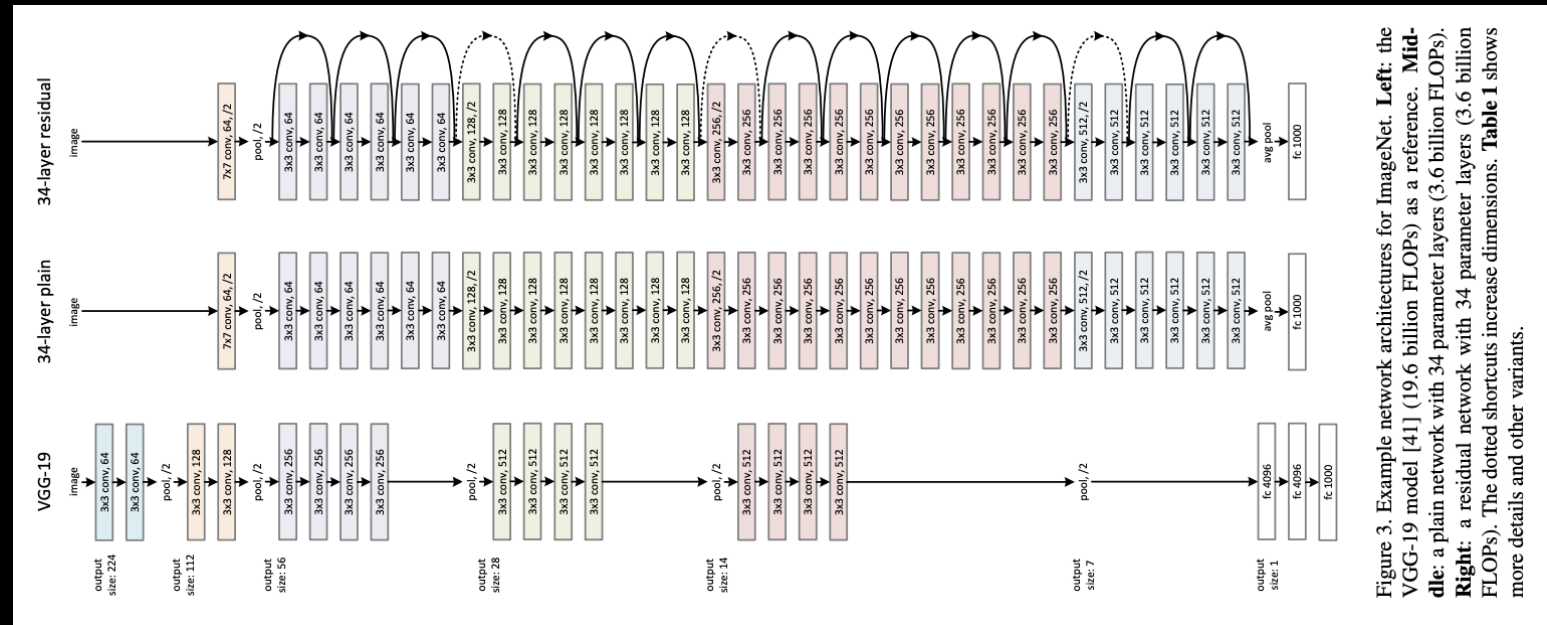 output
size: 224
output
size: 112
output
size: 56
output
size: 28
output
size: 14
output
size: 7
output
size: 1
VGG-19
image
3x3 conv, 64
3x3 conv, 64
pool, /2
3x3 conv, 128
3x3 conv, 128
pool, /2
3x3 conv, 256
3x3 conv, 256
3x3 conv, 256
3x3 conv, 256
pool, /2
3x3 conv, 512
3x3 conv, 512
3x3 conv, 512
3x3 conv, 512
pool, /2
3x3 conv, 512
3x3 conv, 512
3x3 conv, 512
3x3 conv, 512
pool, /2
fc 4096
fc 4096
fc 1000
34-layer plain
image
7x7 conv, 64, /2
pool, /2
3x3 conv, 64
3x3 conv, 64
3x3 conv, 64
3x3 conv, 64
3x3 conv, 64
3x3 conv, 64
3x3 conv, 128, /2
3x3 conv, 128
3x3 conv, 128
3x3 conv, 128
3x3 conv, 128
3x3 conv, 128
3x3 conv, 128
3x3 conv, 128
3x3 conv, 256, /2
3x3 conv, 256
3x3 conv, 256
3x3 conv, 256
3x3 conv, 256
3x3 conv, 256
3x3 conv, 256
3x3 conv, 256
3x3 conv, 256
3x3 conv, 256
3x3 conv, 256
3x3 conv, 256
3x3 conv, 512, /2
3x3 conv, 512
3x3 conv, 512
3x3 conv, 512
3x3 conv, 512
3x3 conv, 512
avg pool
fc 1000
34-layer residual
image
7x7 conv, 64, /2
pool, /2
3x3 conv, 64
3x3 conv, 64
3x3 conv, 64
3x3 conv, 64
3x3 conv, 64
3x3 conv, 64
3x3 conv, 128, /2
3x3 conv, 128
3x3 conv, 128
3x3 conv, 128
3x3 conv, 128
3x3 conv, 128
3x3 conv, 128
3x3 conv, 128
3x3 conv, 256, /2
3x3 conv, 256
3x3 conv, 256
3x3 conv, 256
3x3 conv, 256
3x3 conv, 256
3x3 conv, 256
3x3 conv, 256
3x3 conv, 256
3x3 conv, 256
3x3 conv, 256
3x3 conv, 256
3x3 conv, 512, /2
3x3 conv, 512
3x3 conv, 512
3x3 conv, 512
3x3 conv, 512
3x3 conv, 512
avg pool
fc 1000
Figure 3. Example network architectures for ImageNet. Left: the
VGG-19 model [41] (19.6 billion FLOPs) as a reference. Mid-
dle: a plain network with 34 parameter layers (3.6 billion FLOPs).
Right: a residual network with 34 parameter layers (3.6 billion
FLOPs). The dotted shortcuts increase dimensions. Table 1 shows
more details and other variants.